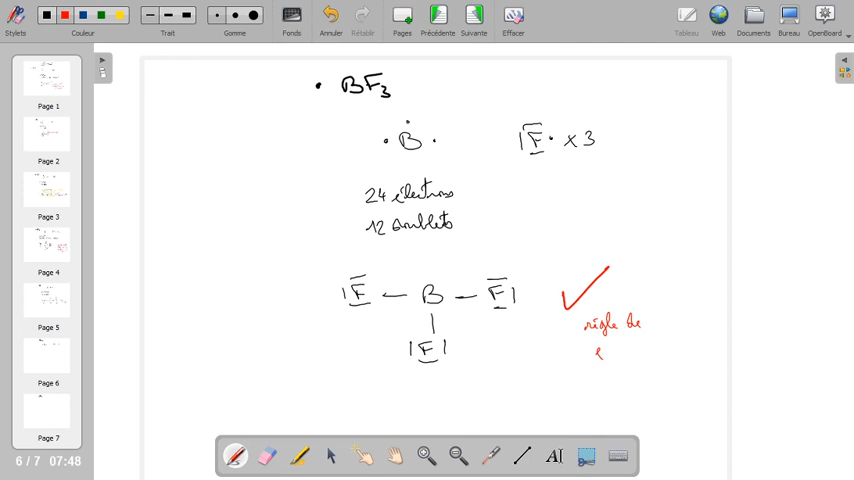 Stylets
Couleur
Trait
Gomme
Fonds
Annuler
Rétablir
Pages
Précédente
Suivante
Effacer
Tableau
Web
Documents
Bureau
OpenBoard
Page 1
Page 2
Page 3
Page 4
Page 5
Page 6
Page 7
6 / 7 07:48
• BF3
B
F × 3
24 électrons
12 doublets
F — B — F
F
règle de